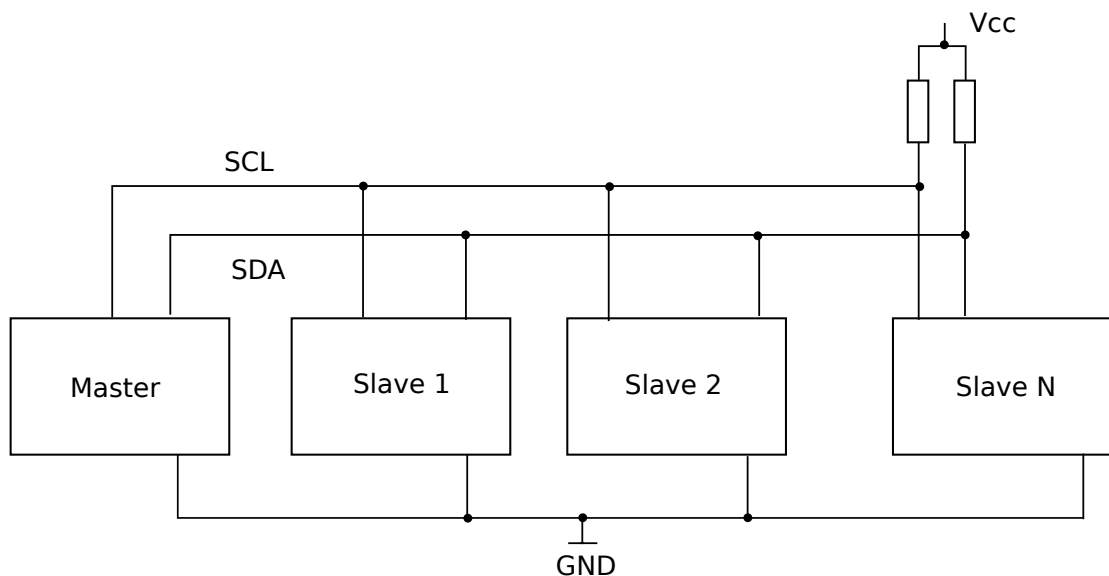 Vcc
SCL
SDA
Master
Slave 1
Slave 2
Slave N
GND